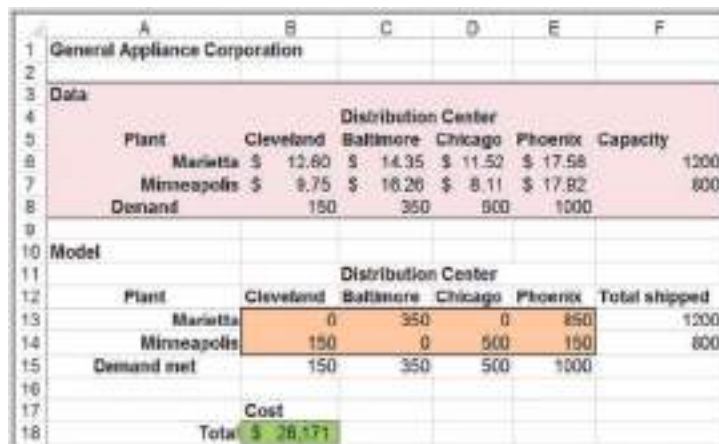 A B C D E F
1 General Appliance Corporation
2
3 Data
4 Distribution Center
5 Plant Cleveland Baltimore Chicago Phoenix Capacity
6 Marietta $ 12.60 $ 14.35 $ 11.52 $ 17.58 1200
7 Minneapolis $ 9.75 $ 16.26 $ 8.11 $ 17.92 800
8 Demand 150 350 500 1000
9
10 Model
11 Distribution Center
12 Plant Cleveland Baltimore Chicago Phoenix Total shipped
13 Marietta 0 350 0 850 1200
14 Minneapolis 150 0 500 150 800
15 Demand met 150 350 500 1000
16
17 Cost
18 Total $ 28,171